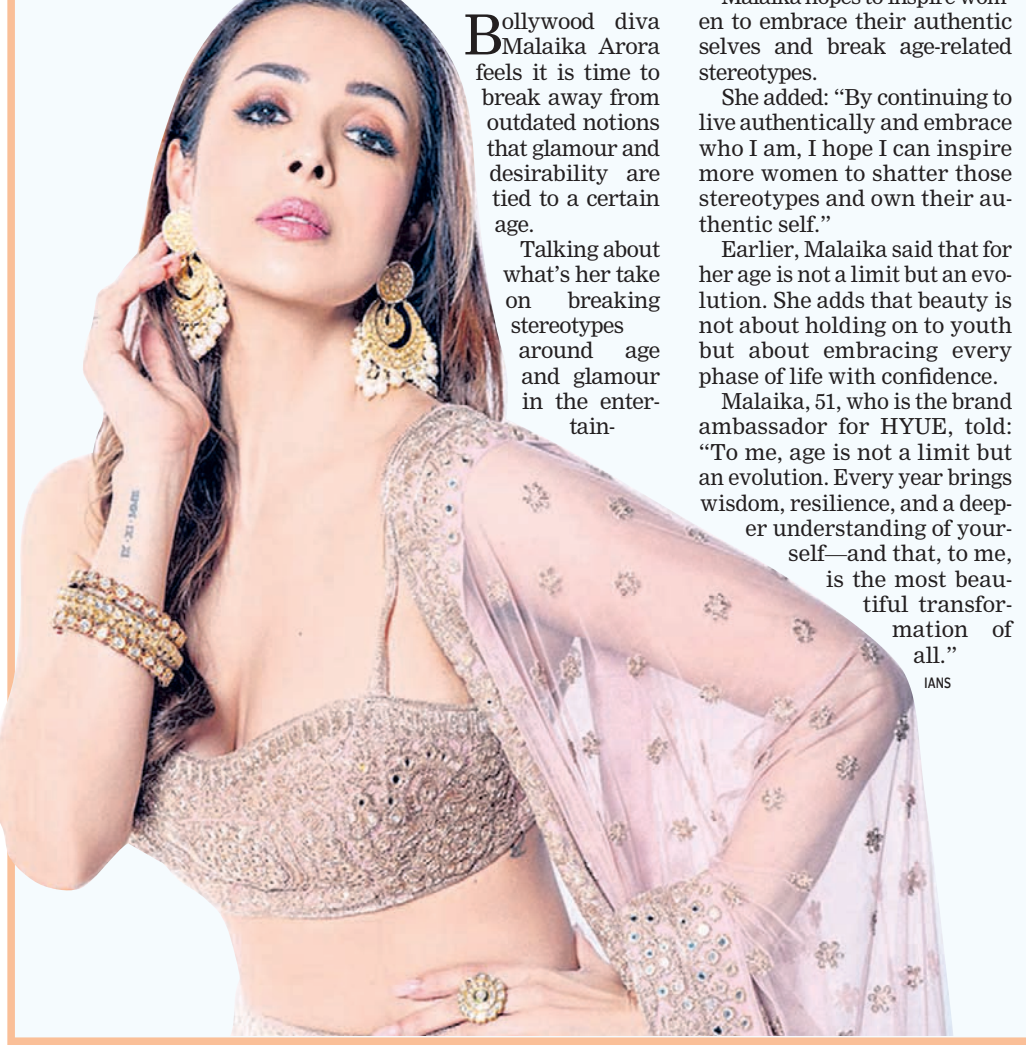 Bollywood diva
Malaika Arora
feels it is time to
break away from
outdated notions
that glamour and
desirability are
tied to a certain
age.
Talking about
what's her take
on breaking
stereotypes
around age
and glamour
in the enter-
tain-
Malaika hopes to inspire wom-
en to embrace their authentic
selves and break age-related
stereotypes.
She added: “By continuing to
live authentically and embrace
who I am, I hope I can inspire
more women to shatter those
stereotypes and own their au-
thentic self.”
Earlier, Malaika said that for
her age is not a limit but an evo-
lution. She adds that beauty is
not about holding on to youth
but about embracing every
phase of life with confidence.
Malaika, 51, who is the brand
ambassador for HYUE, told:
“To me, age is not a limit but
an evolution. Every year brings
wisdom, resilience, and a deep-
er understanding of your-
self—and that, to me,
is the most beau-
tiful transfor-
mation of
all.”
IANS